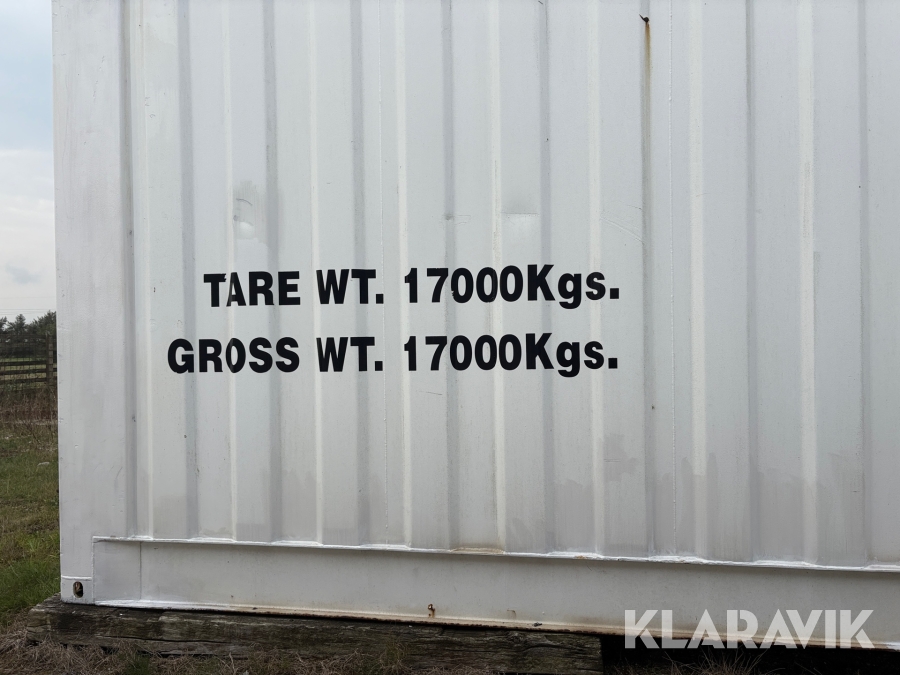 TARE WT. 17000Kgs.
GROSS WT. 17000Kgs.
KLARAVIK